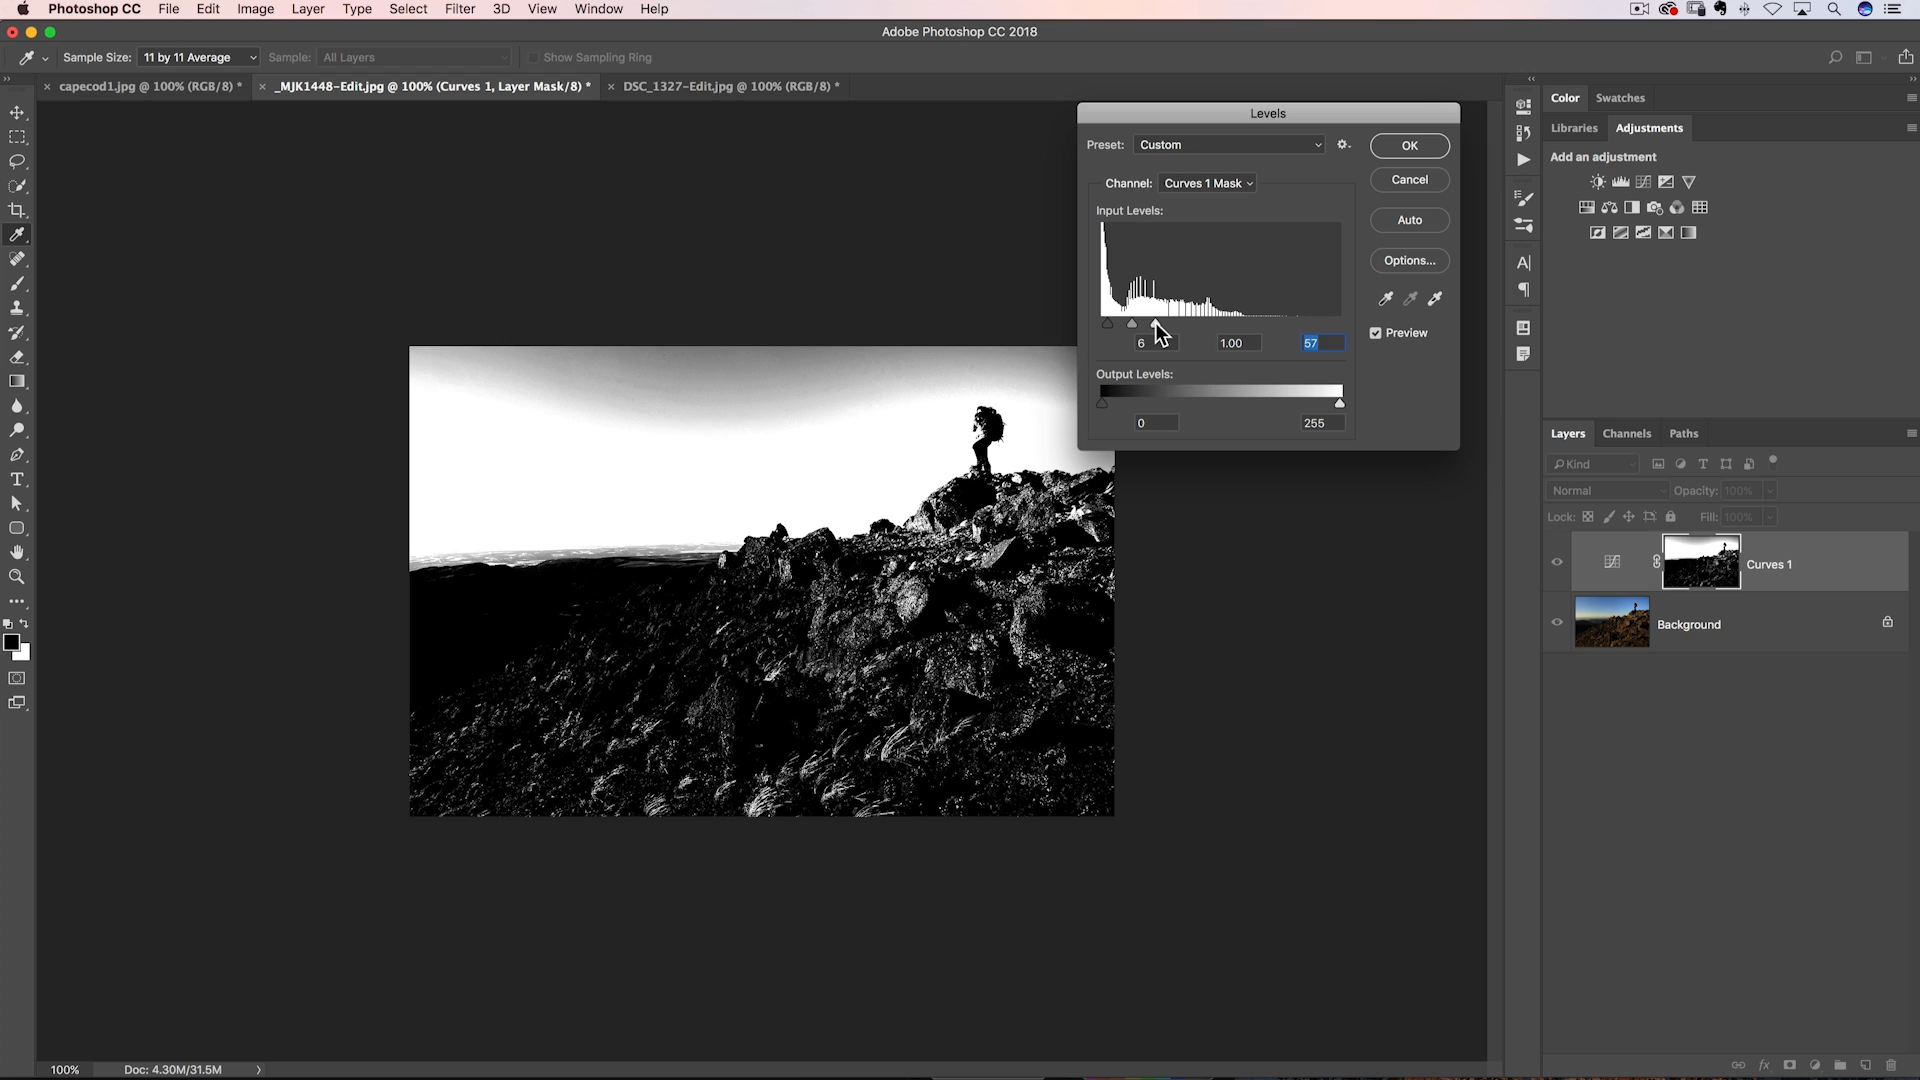 Photoshop CC File Edit Image Layer Type Select Filter 3D View Window Help
Adobe Photoshop CC 2018
Sample Size: 11 by 11 Average Sample: All Layers Show Sampling Ring
capecod1.jpg @ 100% (RGB/8) * _MJK1448-Edit.jpg @ 100% (Curves 1, Layer Mask/8) * DSC_1327-Edit.jpg @ 100% (RGB/8) *
Levels
Preset: Custom
OK
Channel: Curves 1 Mask
Cancel
Input Levels:
Auto
Options...
Preview
6 1.00 57
Output Levels:
0 255
Color Swatches
Libraries Adjustments
Add an adjustment
Layers Channels Paths
Kind
Normal Opacity: 100%
Lock: Fill: 100%
Curves 1
Background
100% Doc: 4.30M/31.5M